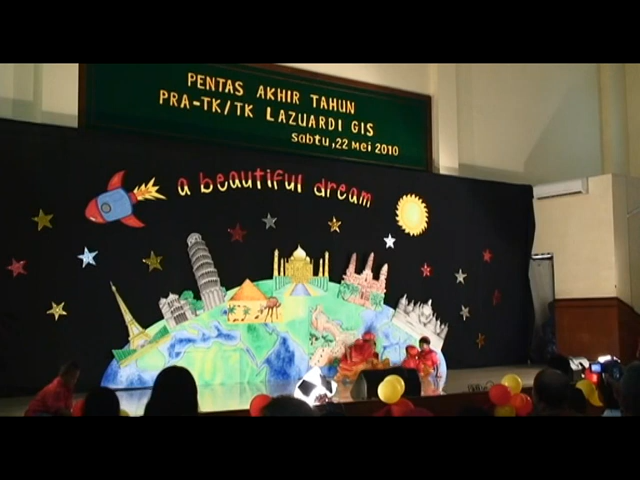 PENTAS AKHIR TAHUN
PRA-TK/TK LAZUARDI GIS
Sabtu, 22 Mei 2010
a beautiful dream